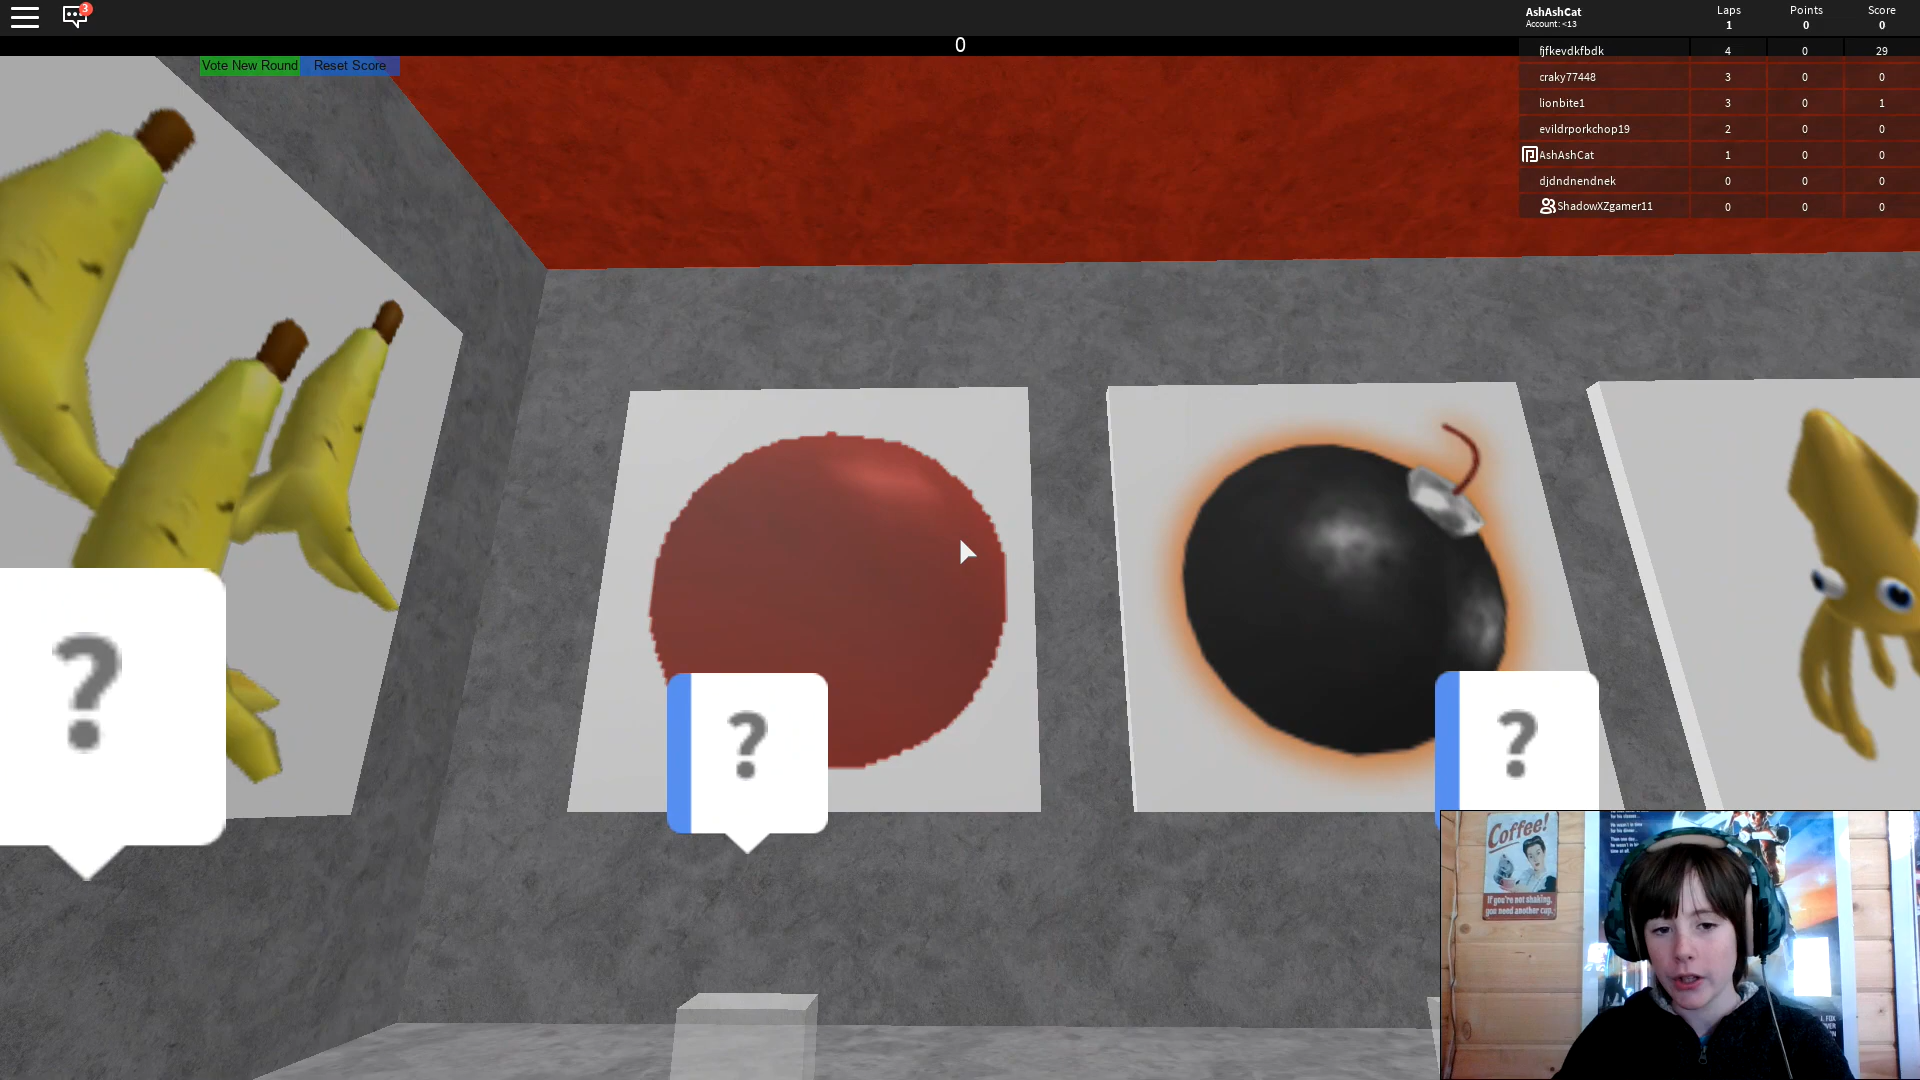 3
AshAshCat
Account: <13
Laps
1
Points
0
Score
0
0
Vote New Round
Reset Score
fjfkevdkfbdk 4 0 29
craky77448 3 0 0
lionbite1 3 0 1
evildrporkchop19 2 0 0
AshAshCat 1 0 0
djdndnendnek 0 0 0
ShadowXZgamer11 0 0 0
?
?
?
Coffee!
If you're not shaking,
you need another cup.